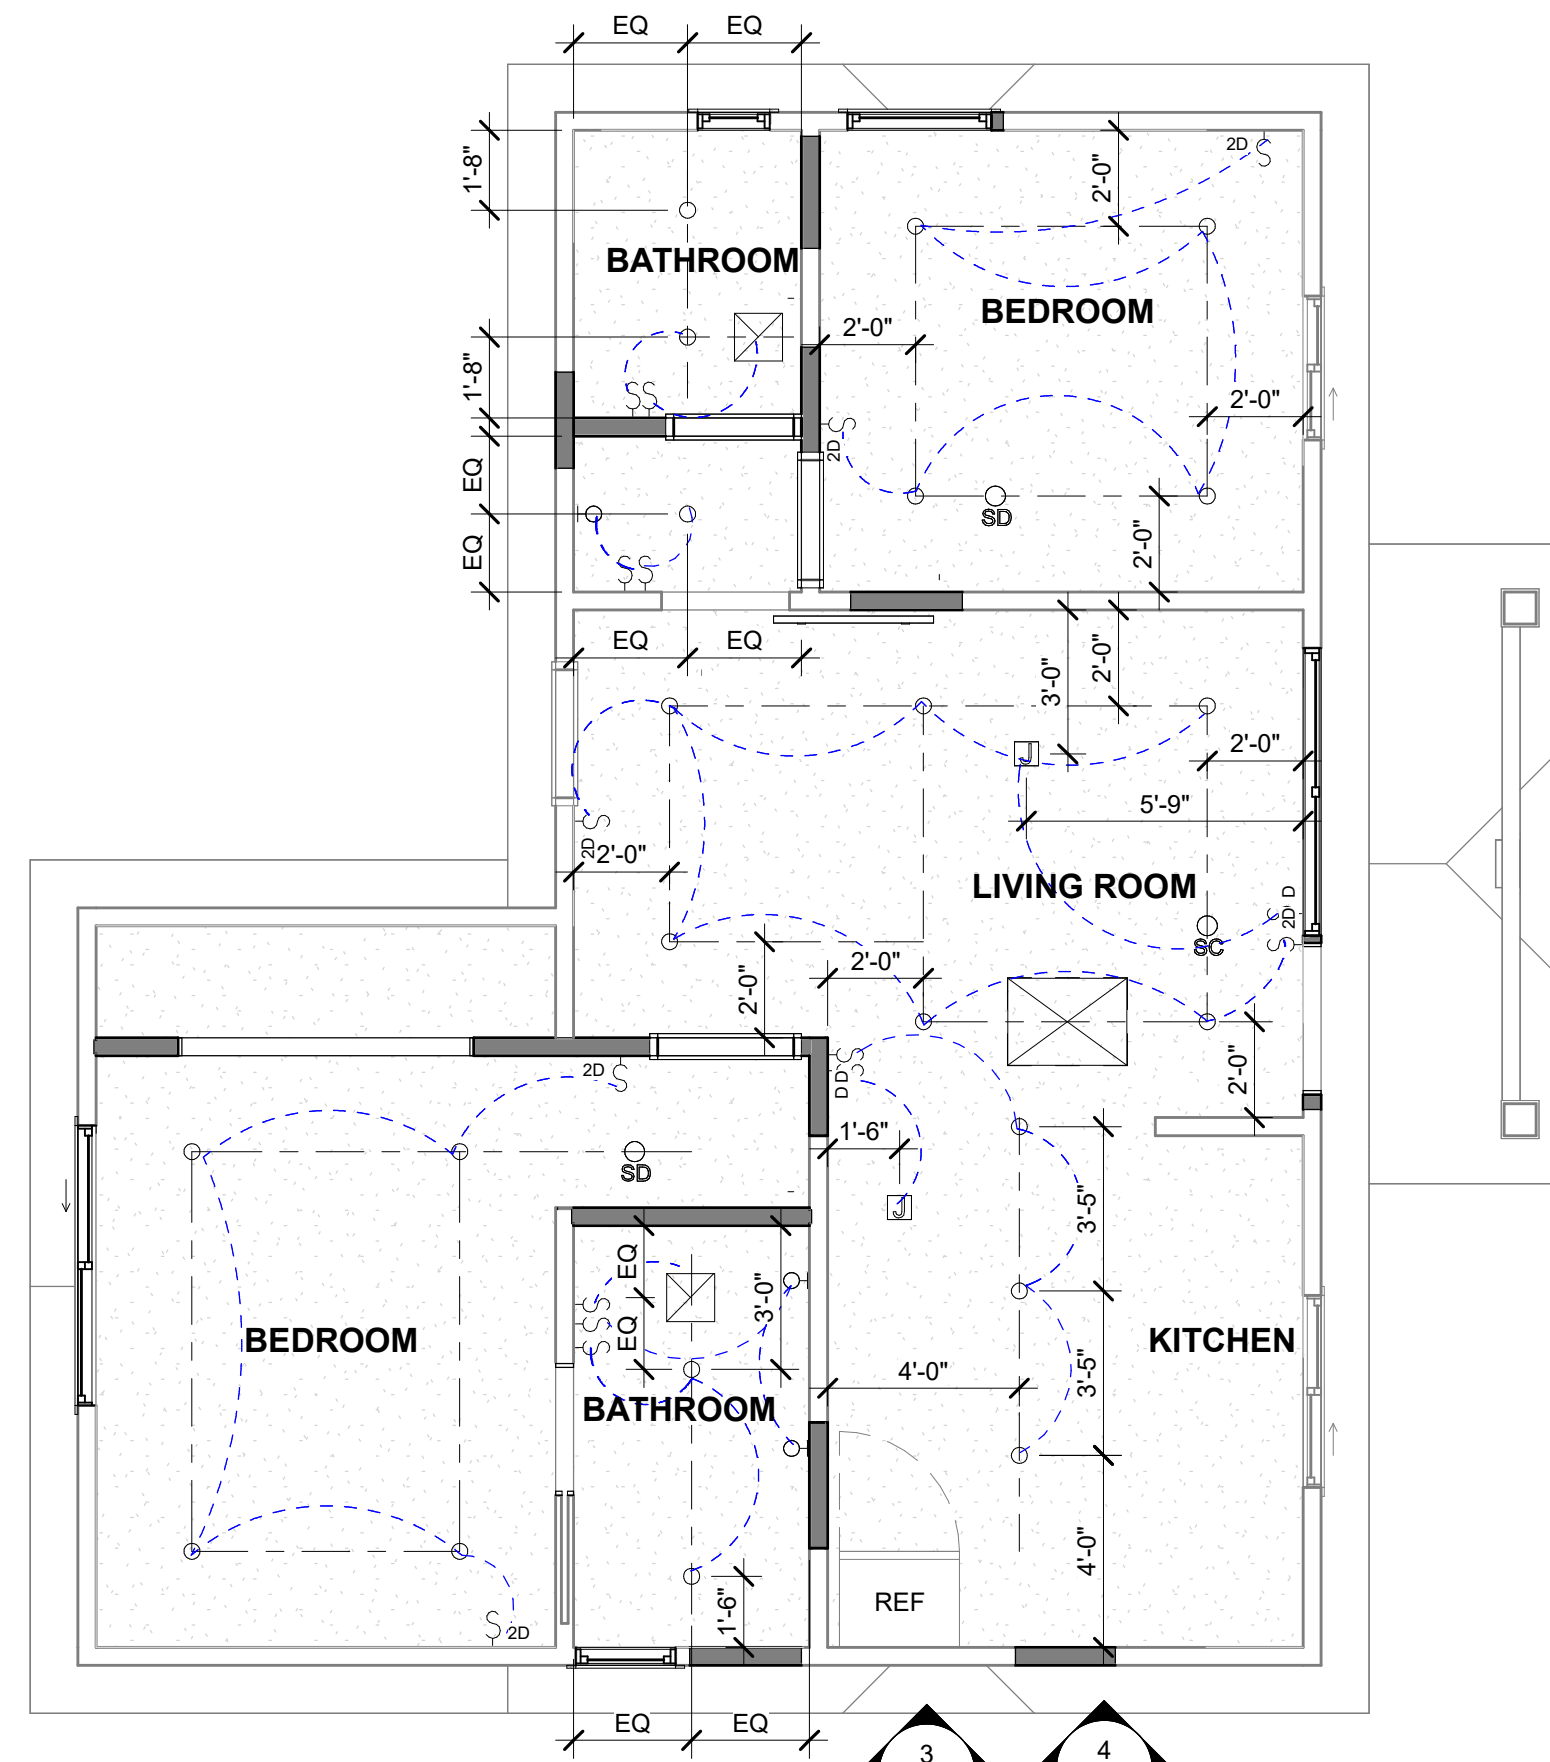 EQ EQ
1'-8"
2D S
2'-0"
BATHROOM
BEDROOM
2'-0"
1'-8"
SS
2'-0"
S
2D
EQ
SD
EQ
SS
2'-0"
EQ EQ
3'-0"
2'-0"
J
2'-0"
5'-9"
S
2D
2'-0"
LIVING ROOM
D
S
2D
S
SC
2'-0"
2'-0"
S
S
D D
2D S
2'-0"
1'-6"
SD
J
3'-5"
EQ
3'-0"
S
S
S
EQ
BEDROOM
KITCHEN
3'-5"
4'-0"
BATHROOM
4'-0"
REF
1'-6"
S 2D
EQ EQ
3
4